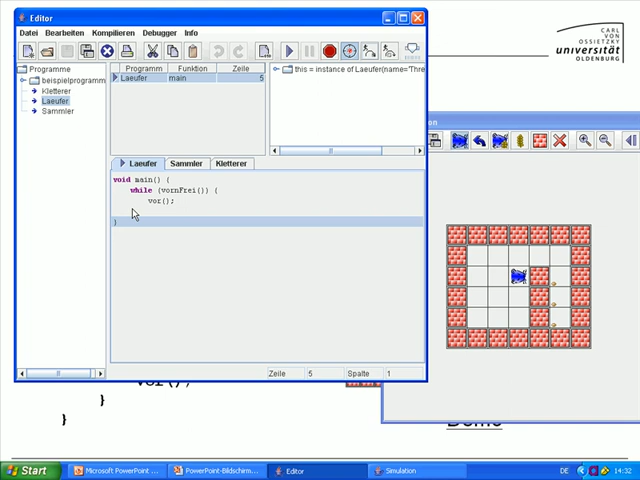 Editor
Datei Bearbeiten Kompilieren Debugger Info
CARL
VON
OSSIETZKY
universität
OLDENBURG
Programme
beispielprogramm
Kletterer
Laeufer
Sammler
Programm Funktion Zeile
Laeufer main 5
this = instance of Laeufer(name='Thre
Laeufer Sammler Kletterer
void main() {
while (vornFrei()) {
vor();
}
Zeile 5 Spalte 1
vor();
}
}
Demo
Start Microsoft PowerPoint ... PowerPoint-Bildschirm... Editor Simulation DE 14:32